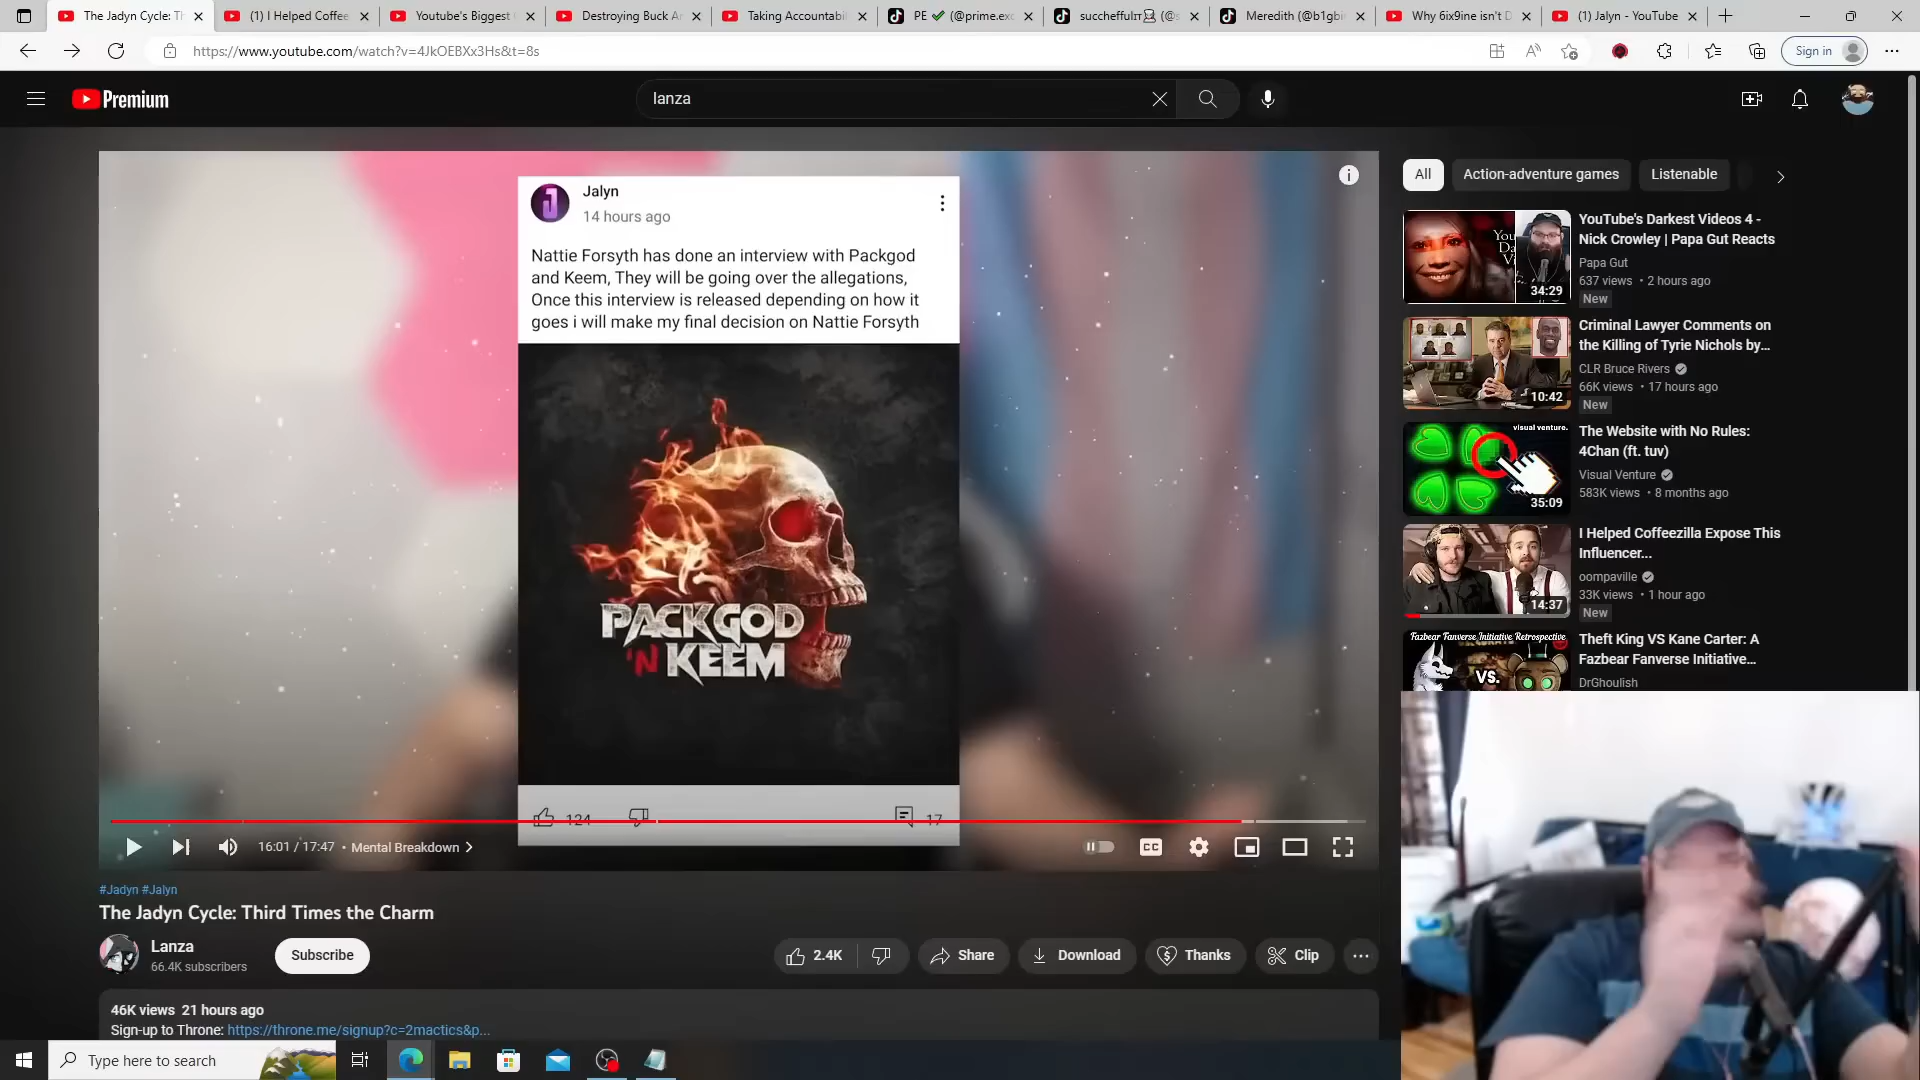 The Jadyn Cycle: T
(1) I Helped Coffee
Youtube's Biggest
Destroying Buck A
Taking Accountabil
PE ✅ (@prime.exc
Meredith (@b1gbi
Why 6ix9ine isn't D
(1) Jalyn - YouTube
https://www.youtube.com/watch?v=4JkOEBXx3Hs&t=8s
Sign in
Premium
lanza
Jalyn
14 hours ago
Nattie Forsyth has done an interview with Packgod
and Keem, They will be going over the allegations,
Once this interview is released depending on how it
goes i will make my final decision on Nattie Forsyth
PACKGOD
'N KEEM
124
17
16:01 / 17:47 • Mental Breakdown
CC
#Jadyn #Jalyn
The Jadyn Cycle: Third Times the Charm
Lanza
66.4K subscribers
Subscribe
2.4K
Share
Download
Thanks
Clip
46K views 21 hours ago
Sign-up to Throne: https://throne.me/signup?c=2mactics&p...
All
Action-adventure games
Listenable
34:29
YouTube's Darkest Videos 4 -
Nick Crowley | Papa Gut Reacts
Papa Gut
637 views • 2 hours ago
New
10:42
Criminal Lawyer Comments on
the Killing of Tyrie Nichols by...
CLR Bruce Rivers
66K views • 17 hours ago
New
visual venture.
35:09
The Website with No Rules:
4Chan (ft. tuv)
Visual Venture
583K views • 8 months ago
14:37
I Helped Coffeezilla Expose This
Influencer...
oompaville
33K views • 1 hour ago
New
Fazbear Fanverse Initiative Retrospective
VS.
Theft King VS Kane Carter: A
Fazbear Fanverse Initiative...
DrGhoulish
Type here to search